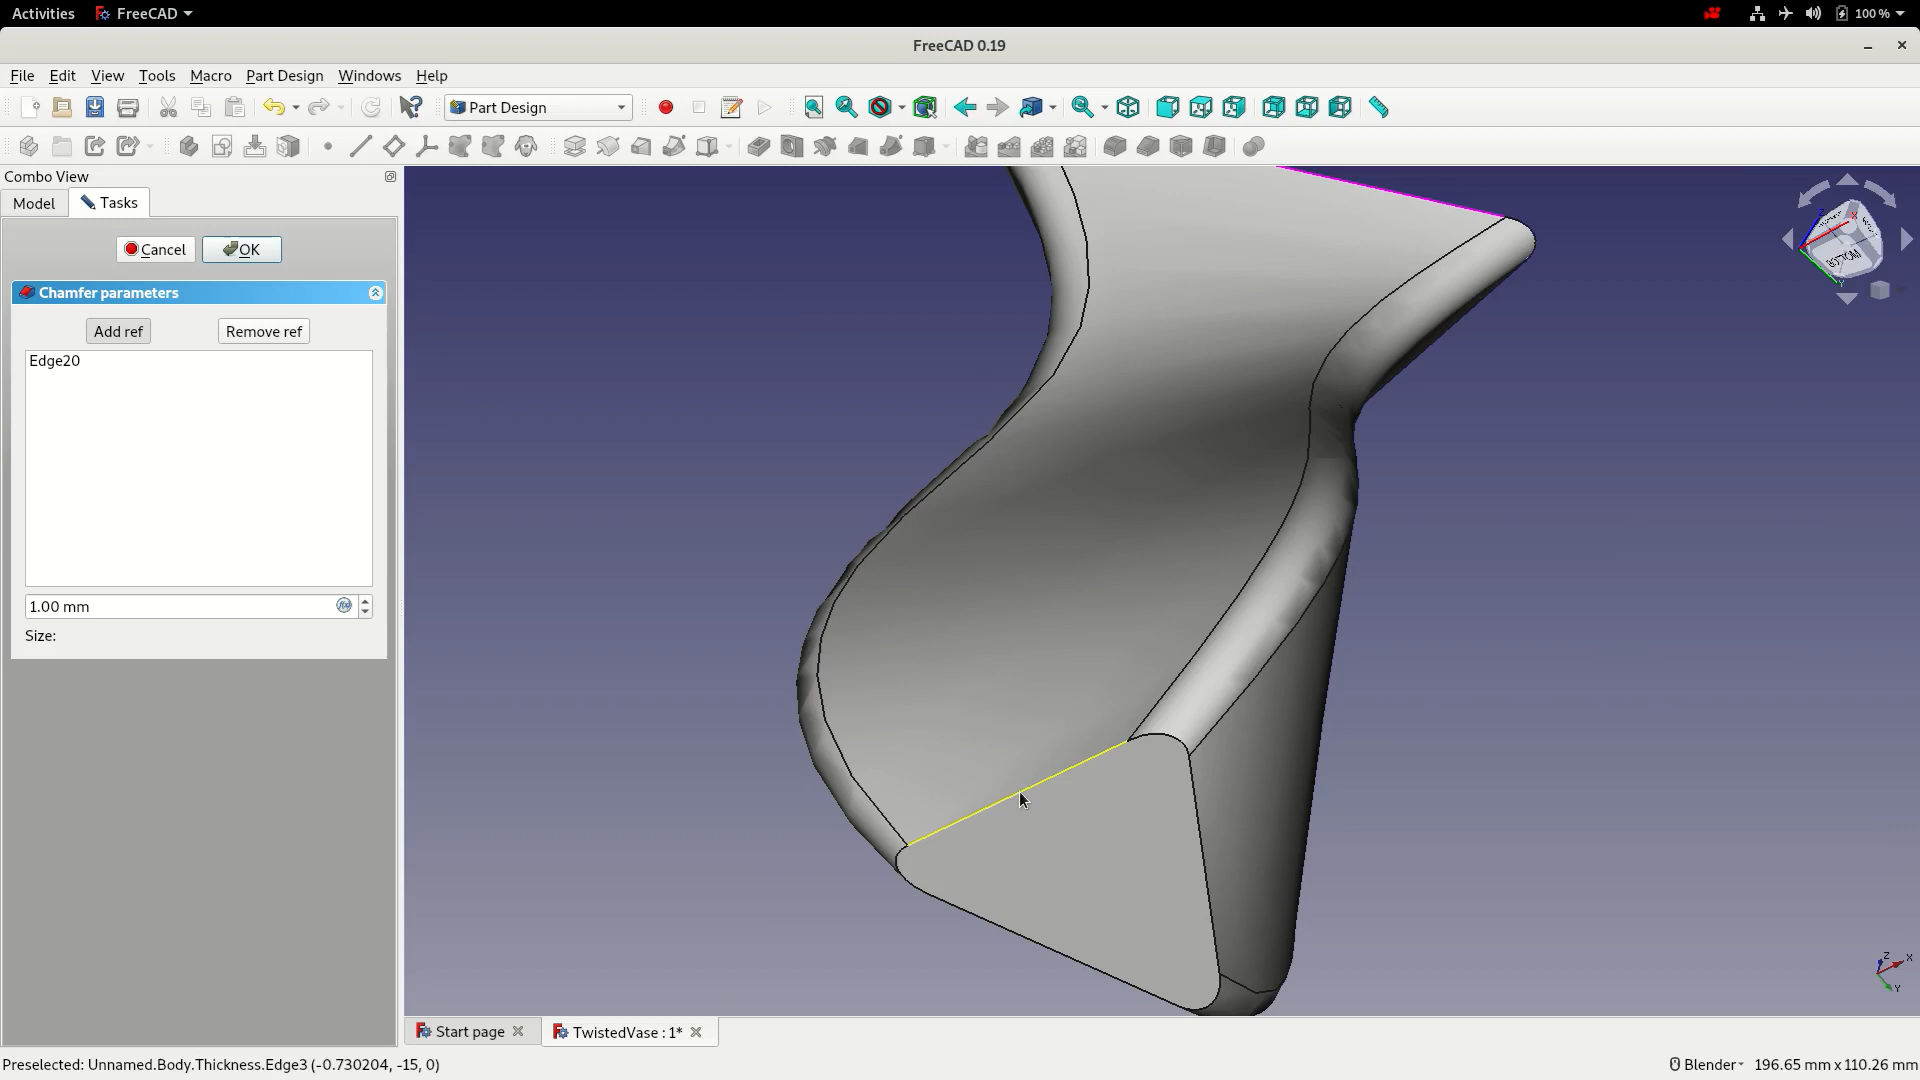 Activities FreeCAD 100 %
FreeCAD 0.19
File Edit View Tools Macro Part Design Windows Help
Part Design
Combo View
Model Tasks
Cancel OK
Chamfer parameters
Add ref Remove ref
Edge20
1.00 mm
Size:
Z X Y
Start page TwistedVase : 1*
Preselected: Unnamed.Body.Thickness.Edge3 (-0.730204, -15, 0) Blender 196.65 mm x 110.26 mm